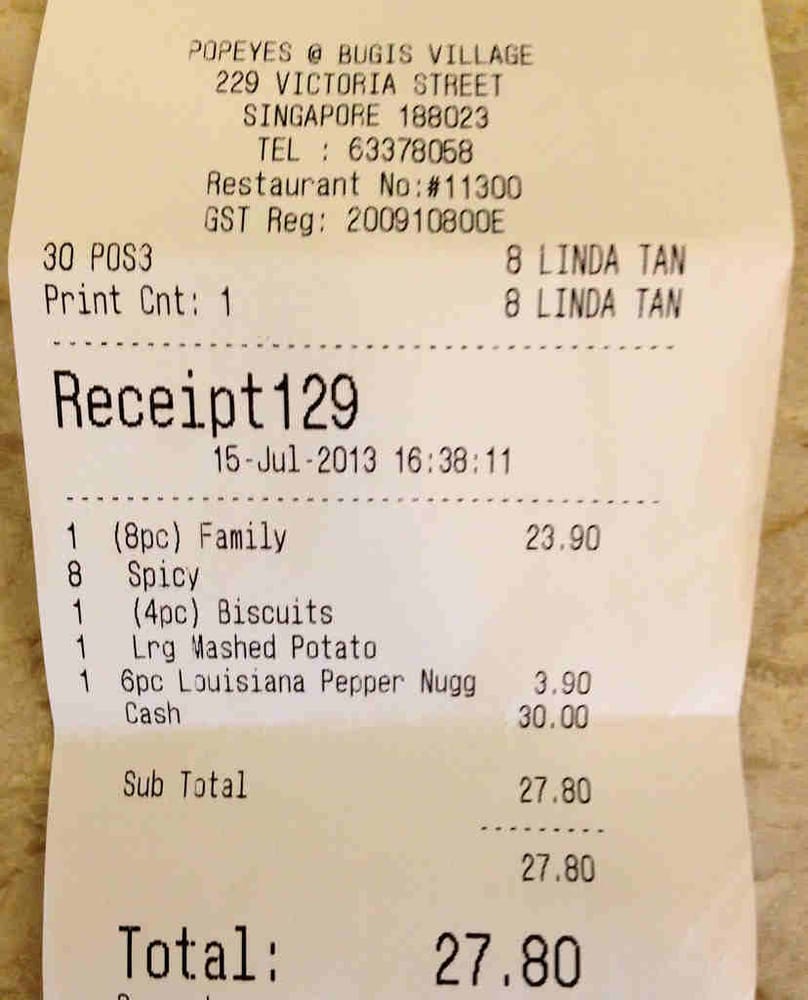 POPEYES @ BUGIS VILLAGE
229 VICTORIA STREET
SINGAPORE 188023
TEL : 63378058
Restaurant No:#11300
GST Reg: 200910800E
30 POS3 8 LINDA TAN
Print Cnt: 1 8 LINDA TAN
Receipt129
15-Jul-2013 16:38:11
1 (8pc) Family 23.90
8 Spicy
1 (4pc) Biscuits
1 Lrg Mashed Potato
1 6pc Louisiana Pepper Nugg 3.90
Cash 30.00
Sub Total 27.80
27.80
Total: 27.80